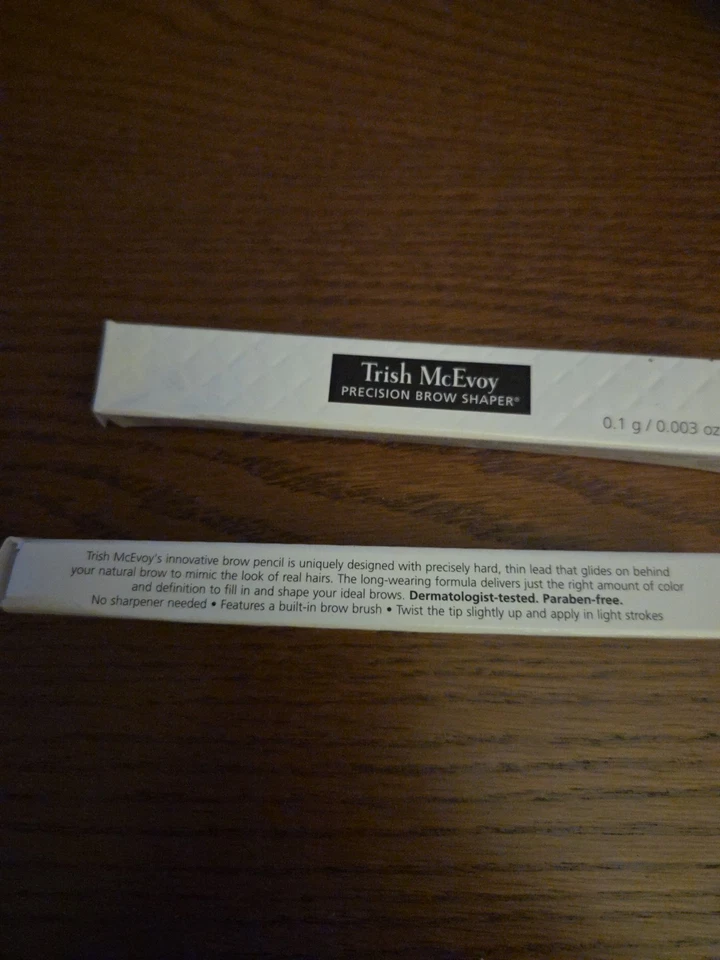 Trish McEvoy
PRECISION BROW SHAPER®
0.1 g / 0.003 oz
Trish McEvoy's innovative brow pencil is uniquely designed with precisely hard, thin lead that glides on behind
your natural brow to mimic the look of real hairs. The long-wearing formula delivers just the right amount of color
and definition to fill in and shape your ideal brows. Dermatologist-tested. Paraben-free.
No sharpener needed • Features a built-in brow brush • Twist the tip slightly up and apply in light strokes